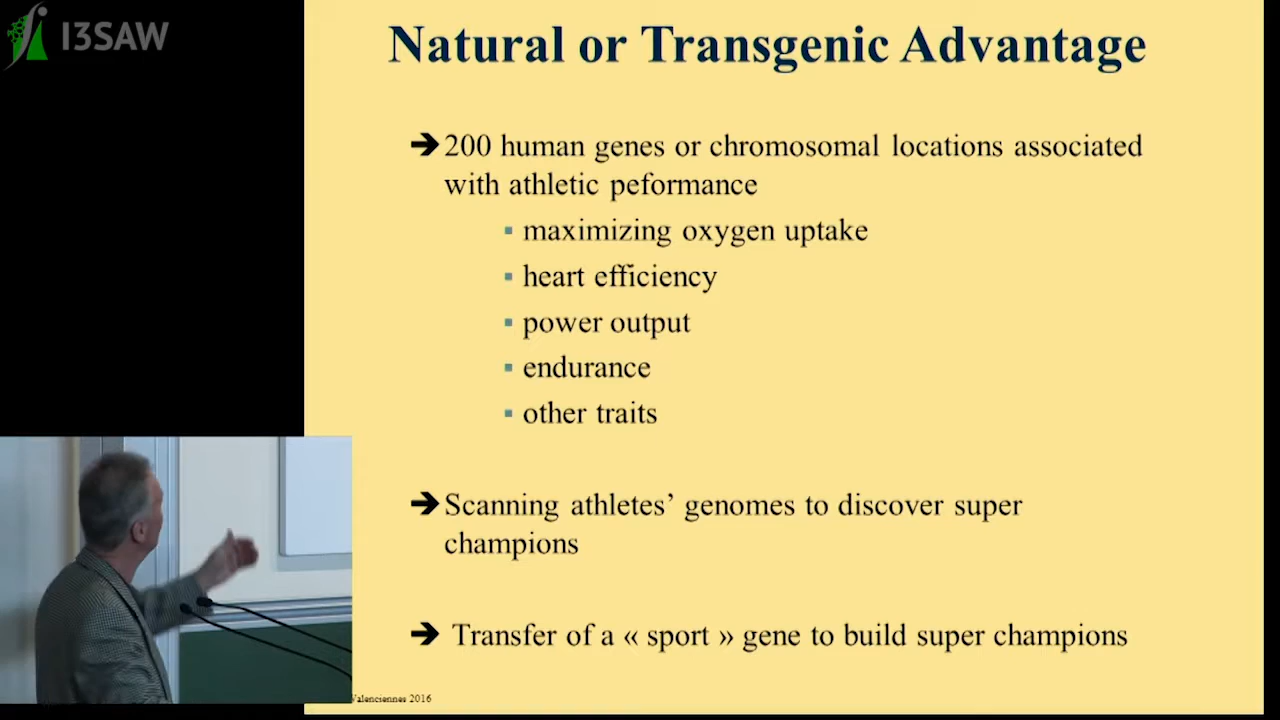 I3SAW
Natural or Transgenic Advantage
➔ 200 human genes or chromosomal locations associated
with athletic peformance
▪ maximizing oxygen uptake
▪ heart efficiency
▪ power output
▪ endurance
▪ other traits
➔ Scanning athletes’ genomes to discover super
champions
➔ Transfer of a « sport » gene to build super champions
Valenciennes 2016